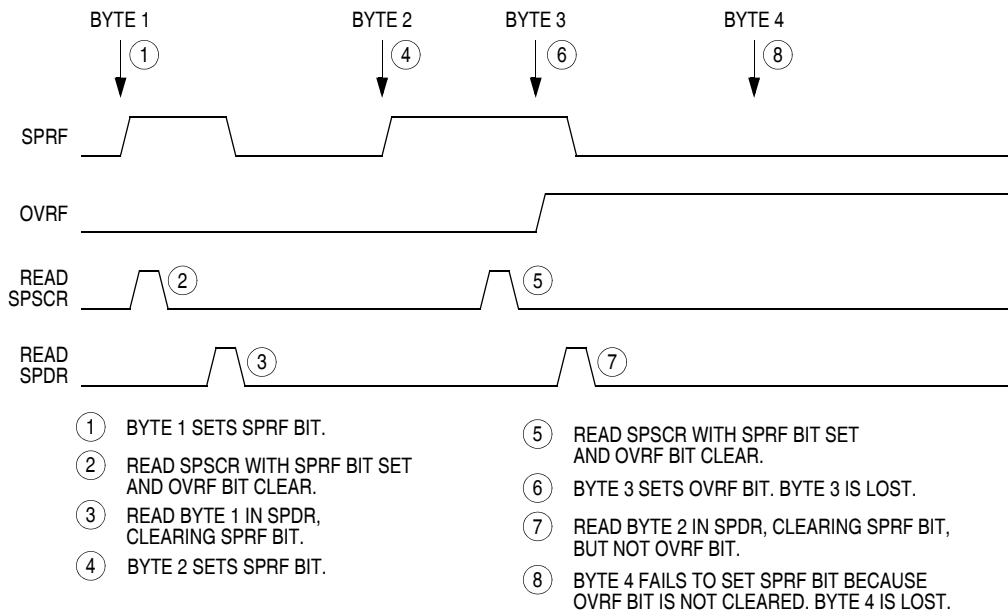 BYTE 1 BYTE 2 BYTE 3 BYTE 4
1 4 6 8
SPRF
OVRF
READ
SPSCR
2 5
READ
SPDR
3 7
1 BYTE 1 SETS SPRF BIT.
2 READ SPSCR WITH SPRF BIT SET
AND OVRF BIT CLEAR.
3 READ BYTE 1 IN SPDR,
CLEARING SPRF BIT.
4 BYTE 2 SETS SPRF BIT.
5 READ SPSCR WITH SPRF BIT SET
AND OVRF BIT CLEAR.
6 BYTE 3 SETS OVRF BIT. BYTE 3 IS LOST.
7 READ BYTE 2 IN SPDR, CLEARING SPRF BIT,
BUT NOT OVRF BIT.
8 BYTE 4 FAILS TO SET SPRF BIT BECAUSE
OVRF BIT IS NOT CLEARED. BYTE 4 IS LOST.